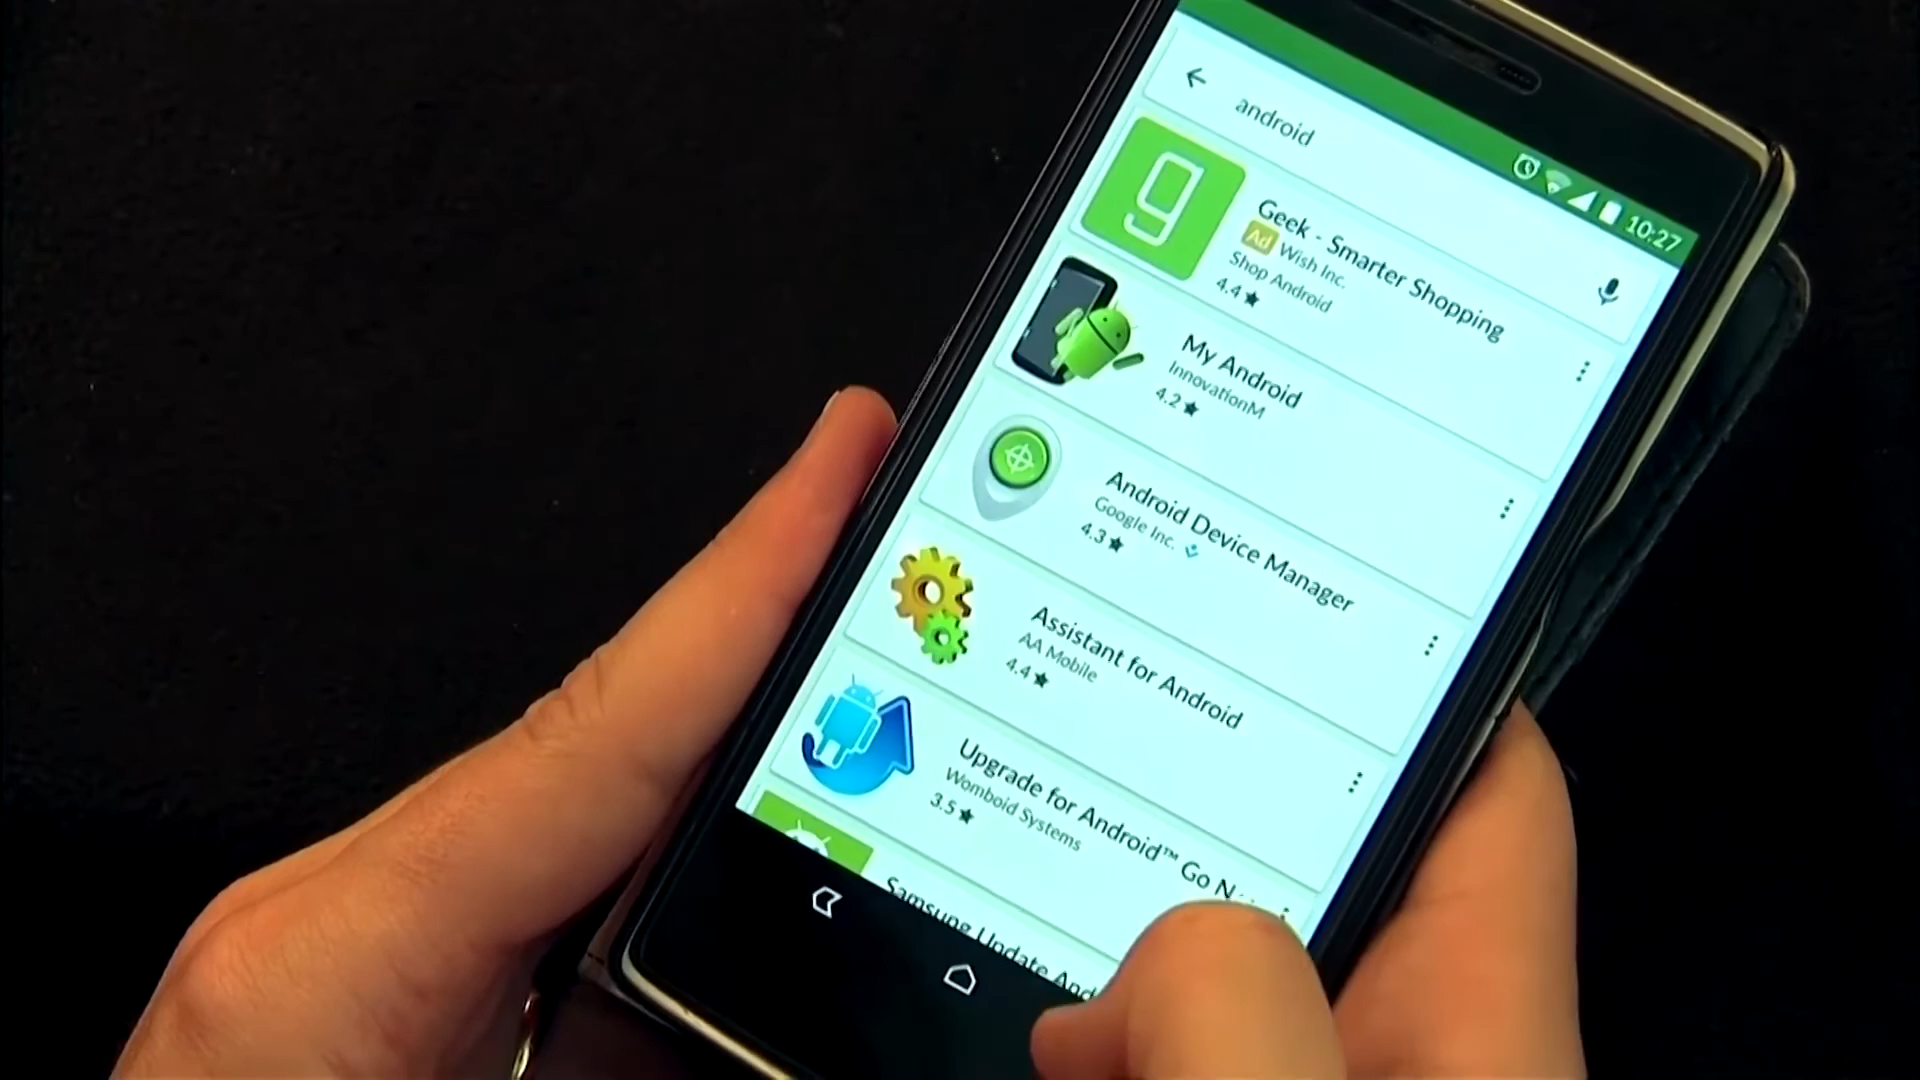 10:27
android
g
Geek - Smarter Shopping
Ad Wish Inc.
Shop Android
4.4
My Android
InnovationM
4.2
Android Device Manager
Google Inc.
4.3
Assistant for Android
AA Mobile
4.4
Upgrade for Android™ Go
Womboid Systems
3.5
Samsung Update And